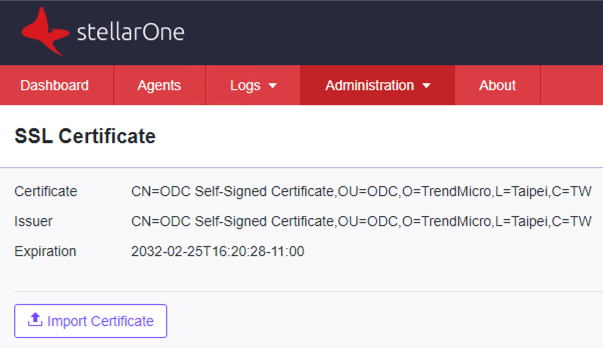 stellarOne
Dashboard Agents Logs Administration About
SSL Certificate
Certificate CN=ODC Self-Signed Certificate,OU=ODC,O=TrendMicro,L=Taipei,C=TW
Issuer CN=ODC Self-Signed Certificate,OU=ODC,O=TrendMicro,L=Taipei,C=TW
Expiration 2032-02-25T16:20:28-11:00
Import Certificate